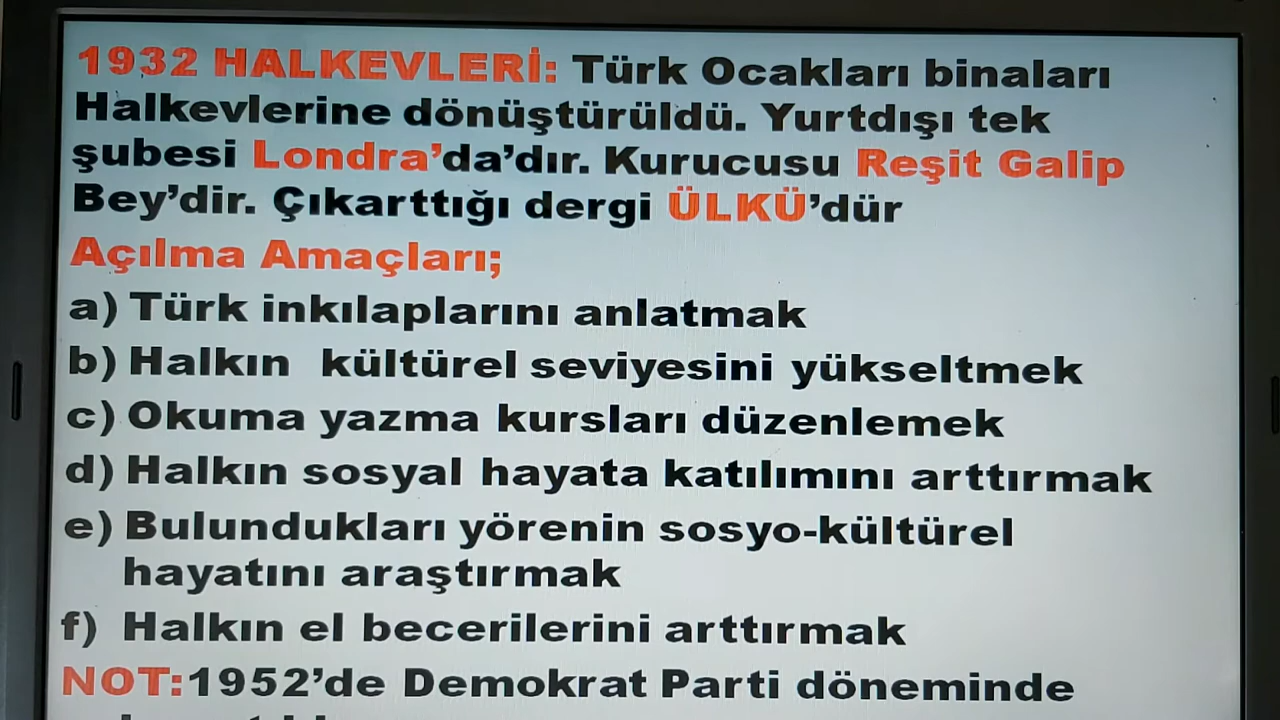 1932 HALKEVLERİ: Türk Ocakları binaları
Halkevlerine dönüştürüldü. Yurtdışı tek
şubesi Londra’da’dır. Kurucusu Reşit Galip
Bey’dir. Çıkarttığı dergi ÜLKÜ’dür
Açılma Amaçları;
a) Türk inkılaplarını anlatmak
b) Halkın kültürel seviyesini yükseltmek
c) Okuma yazma kursları düzenlemek
d) Halkın sosyal hayata katılımını arttırmak
e) Bulundukları yörenin sosyo-kültürel
hayatını araştırmak
f) Halkın el becerilerini arttırmak
NOT:1952’de Demokrat Parti döneminde